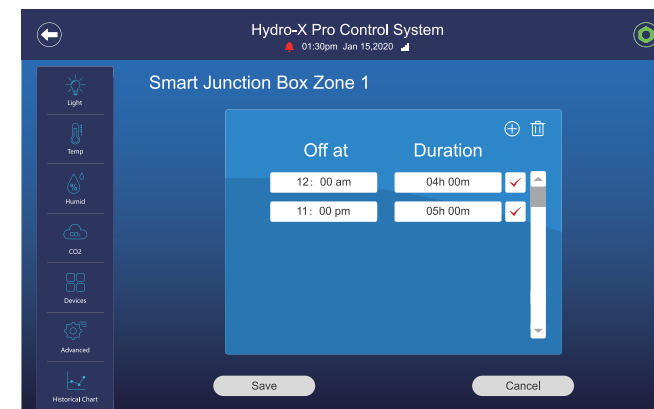 Hydro-X Pro Control System
01:30pm Jan 15,2020
Smart Junction Box Zone 1
Light
Temp
%
Humid
CO2
CO2
Devices
Advanced
Historical Chart
Off at Duration
12: 00 am 04h 00m
11: 00 pm 05h 00m
Save Cancel